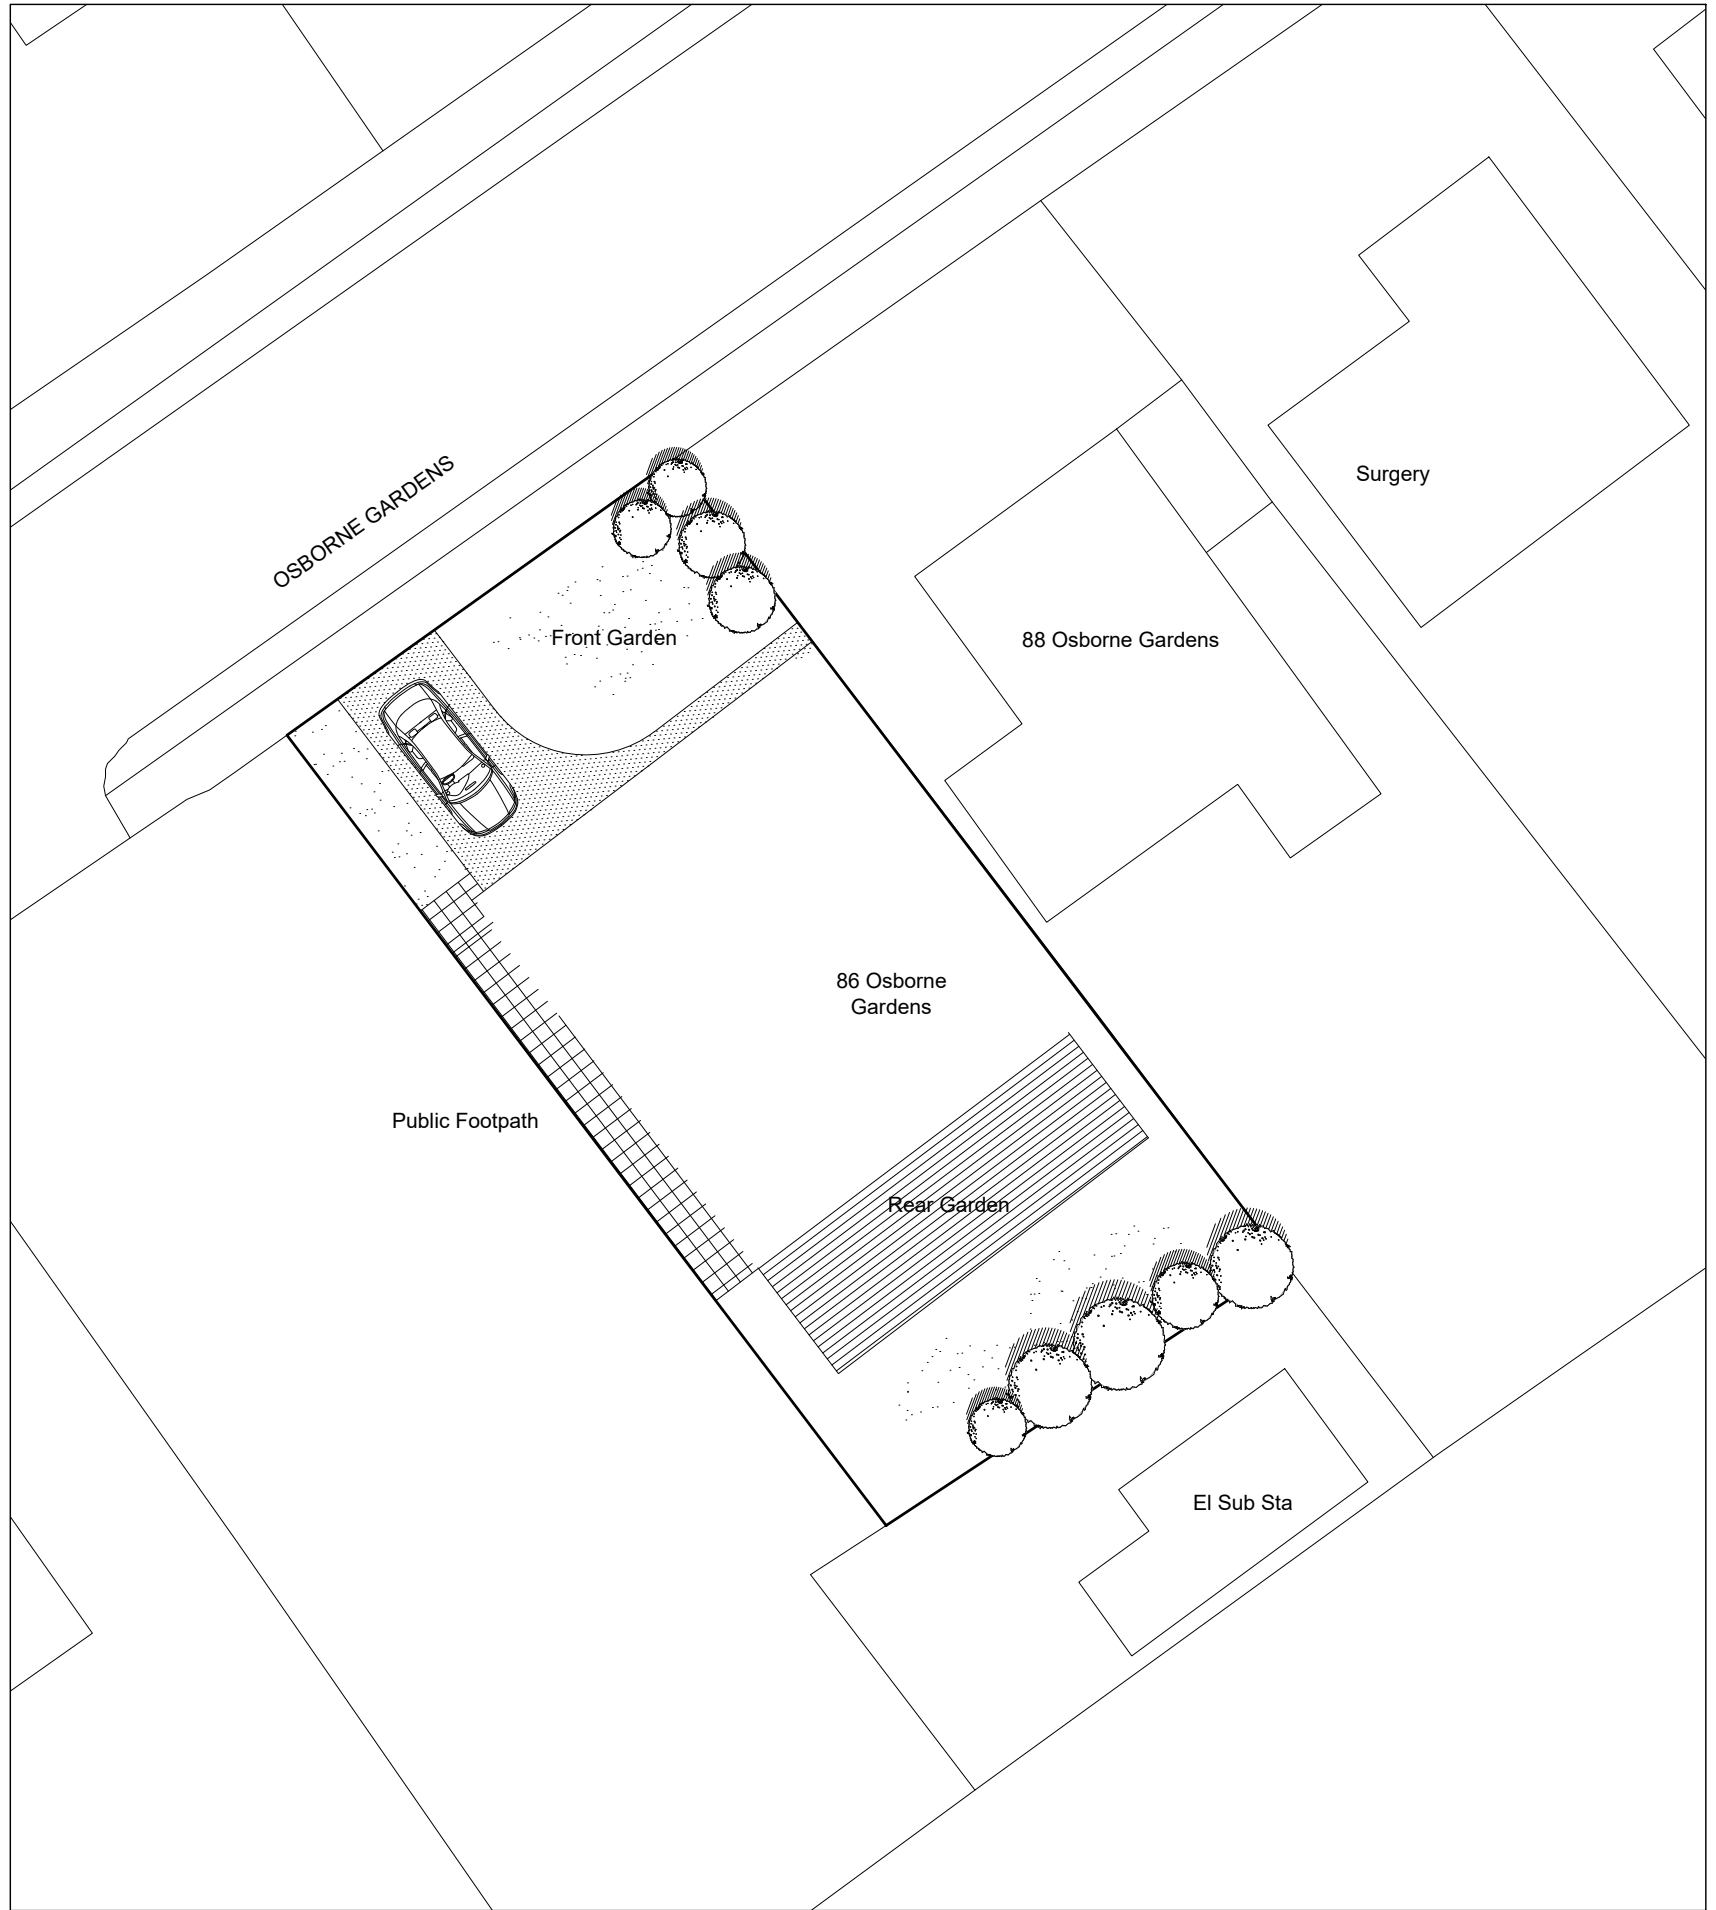 OSBORNE GARDENS
Surgery
Front Garden
88 Osborne Gardens
86 Osborne
Gardens
Public Footpath
Rear Garden
El Sub Sta